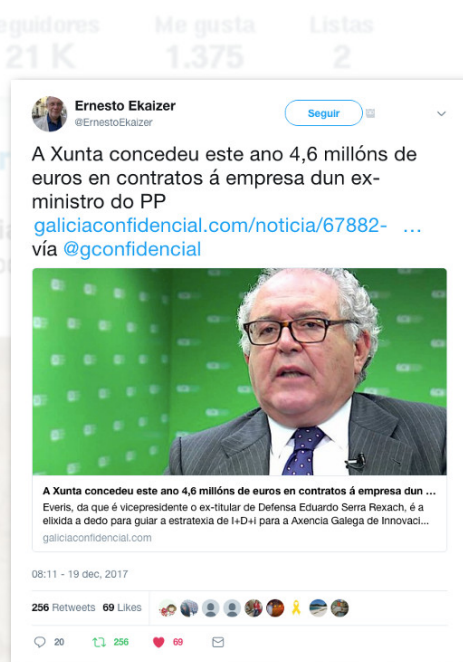 Me gusta
Listas
21 K
1.375
2
Ernesto Ekaizer
@ErnestoEkaizer
Seguir
A Xunta concedeu este ano 4,6 millóns de
euros en contratos á empresa dun ex-
ministro do PP
galiciaconfidencial.com/noticia/67882- ...
vía @gconfidencial
A Xunta concedeu este ano 4,6 millóns de euros en contratos á empresa dun ...
Everis, da que é vicepresidente o ex-titular de Defensa Eduardo Serra Rexach, é a
elixida a dedo para guiar a estratexia de I+D+i para a Axencia Galega de Innovaci...
galiciaconfidencial.com
08:11 - 19 dec, 2017
256 Retweets 69 Likes
20 256 69